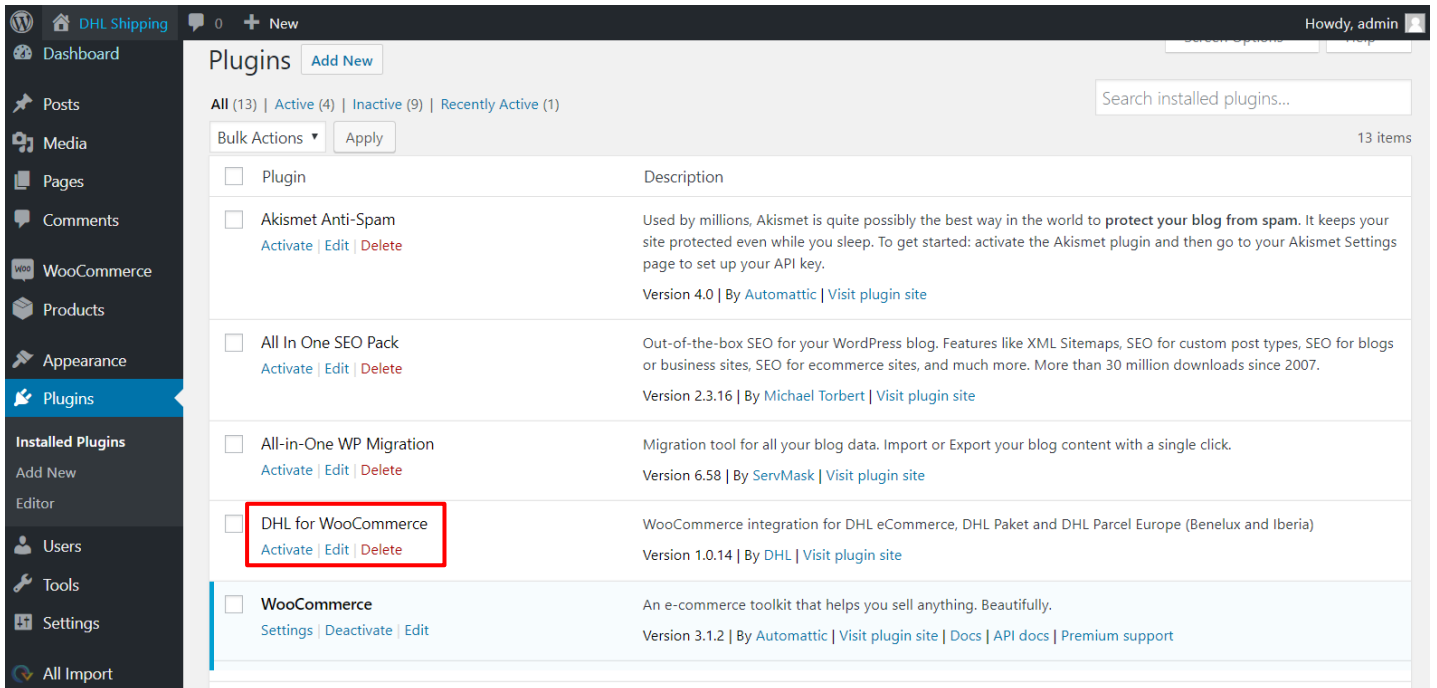 DHL Shipping 0 New Howdy, admin
Dashboard
Posts
Media
Pages
Comments
WOO WooCommerce
Products
Appearance
Plugins
Installed Plugins
Add New
Editor
Users
Tools
Settings
All Import
Plugins Add New
All (13) | Active (4) | Inactive (9) | Recently Active (1)
Search installed plugins...
Bulk Actions Apply
13 items
Plugin Description
Akismet Anti-Spam
Activate | Edit | Delete
Used by millions, Akismet is quite possibly the best way in the world to protect your blog from spam. It keeps your
site protected even while you sleep. To get started: activate the Akismet plugin and then go to your Akismet Settings
page to set up your API key.
Version 4.0 | By Automattic | Visit plugin site
All In One SEO Pack
Activate | Edit | Delete
Out-of-the-box SEO for your WordPress blog. Features like XML Sitemaps, SEO for custom post types, SEO for blogs
or business sites, SEO for ecommerce sites, and much more. More than 30 million downloads since 2007.
Version 2.3.16 | By Michael Torbert | Visit plugin site
All-in-One WP Migration
Activate | Edit | Delete
Migration tool for all your blog data. Import or Export your blog content with a single click.
Version 6.58 | By ServMask | Visit plugin site
DHL for WooCommerce
Activate | Edit | Delete
WooCommerce integration for DHL eCommerce, DHL Paket and DHL Parcel Europe (Benelux and Iberia)
Version 1.0.14 | By DHL | Visit plugin site
WooCommerce
Settings | Deactivate | Edit
An e-commerce toolkit that helps you sell anything. Beautifully.
Version 3.1.2 | By Automattic | Visit plugin site | Docs | API docs | Premium support